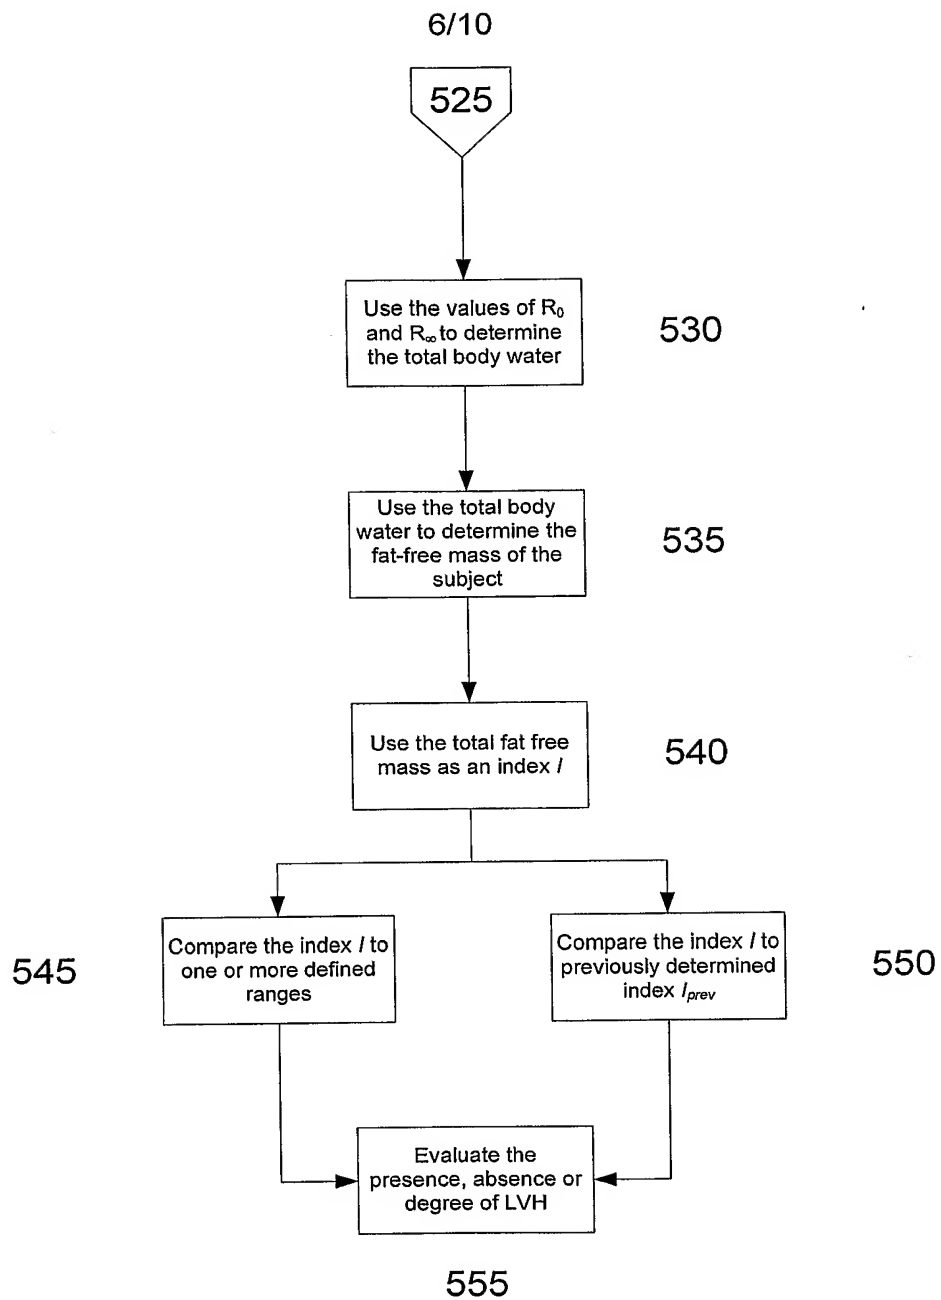 6/10
525
Use the values of R₀
and R∞ to determine
the total body water
530
Use the total body
water to determine the
fat-free mass of the
subject
535
Use the total fat free
mass as an index I
540
545
Compare the index I to
one or more defined
ranges
Compare the index I to
previously determined
index Iprev
550
Evaluate the
presence, absence or
degree of LVH
555